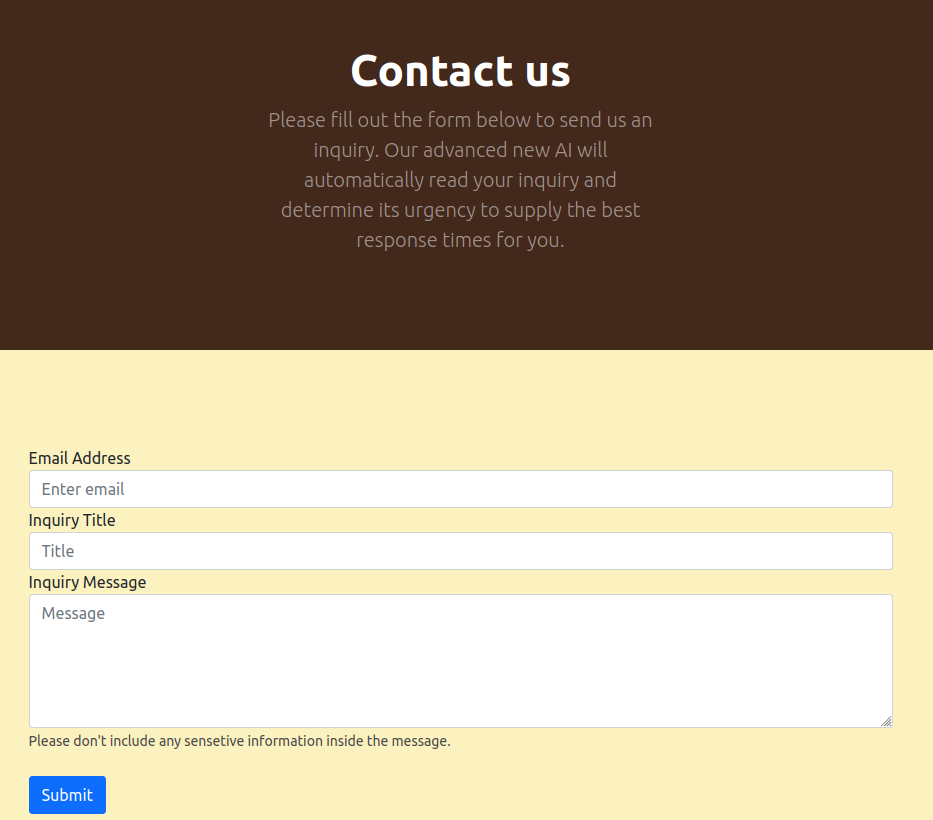 Contact us
Please fill out the form below to send us an
inquiry. Our advanced new AI will
automatically read your inquiry and
determine its urgency to supply the best
response times for you.
Email Address
Enter email
Inquiry Title
Title
Inquiry Message
Message
Please don't include any sensetive information inside the message.
Submit